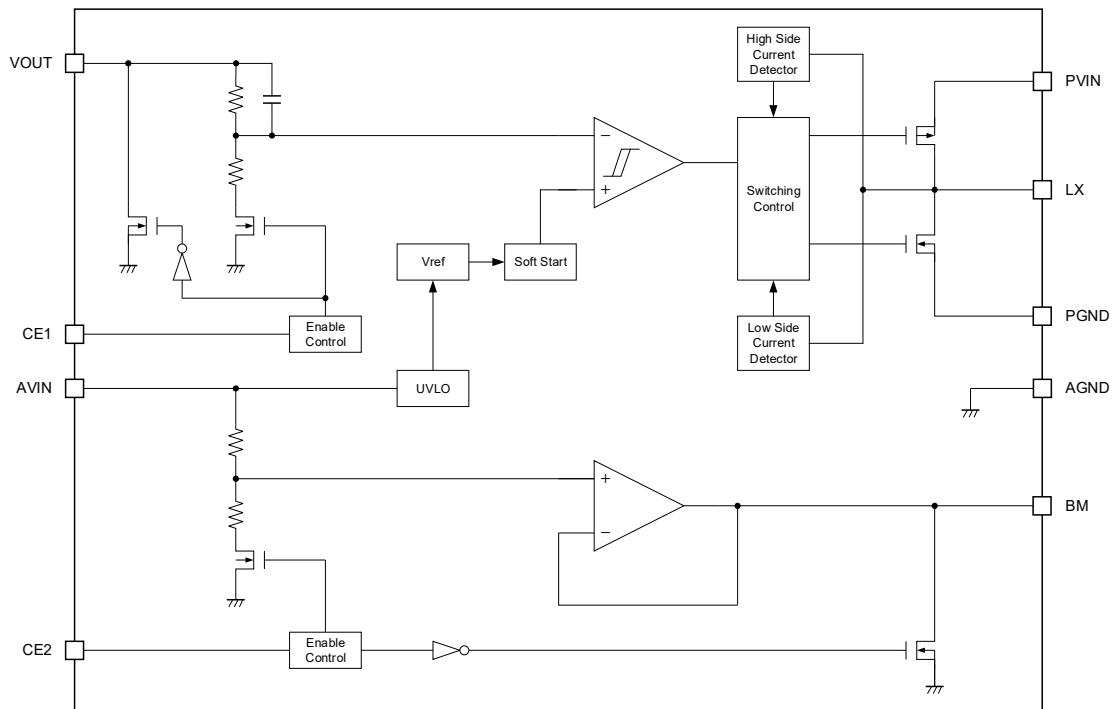 VOUT
CE1
AVIN
CE2
Enable
Control
Vref
Soft Start
UVLO
−
+
High Side
Current
Detector
Switching
Control
Low Side
Current
Detector
PVIN
LX
PGND
AGND
+
−
BM
Enable
Control